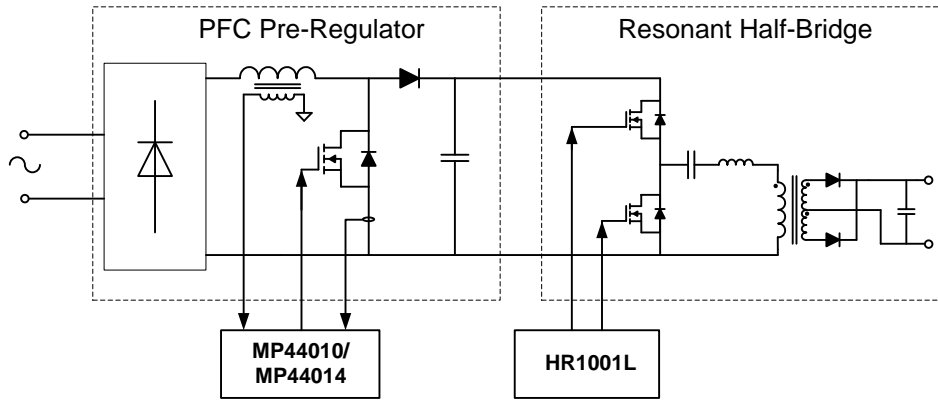 PFC Pre-Regulator
Resonant Half-Bridge
MP44010/
MP44014
HR1001L